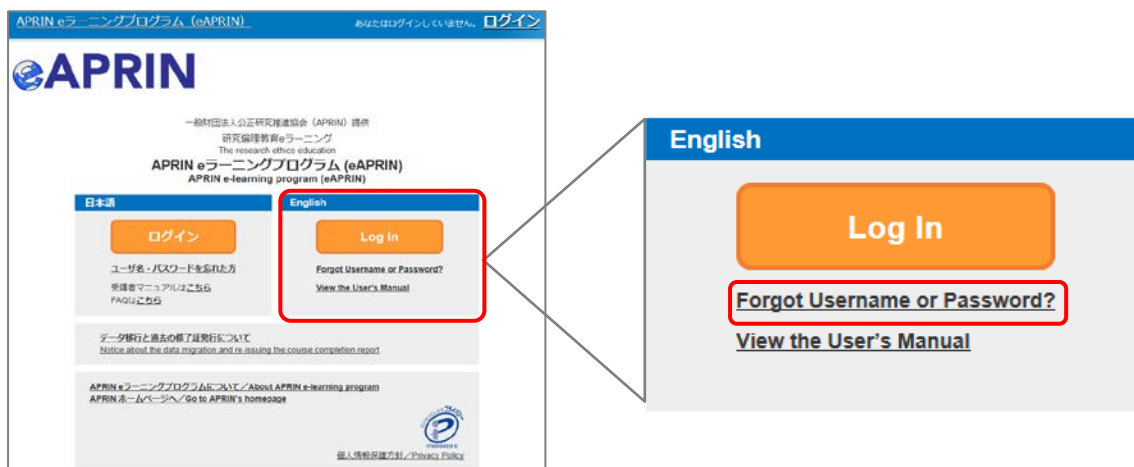 APRIN eラーニングプログラム (eAPRIN)
あなたはログインしていません。 ログイン
eAPRIN
一般財団法人公正研究推進協会 (APRIN) 提供
研究倫理教育eラーニング
The research ethics education
APRIN eラーニングプログラム (eAPRIN)
APRIN e-learning program (eAPRIN)
日本語
ログイン
ユーザ名・パスワードを忘れた方
受講者マニュアルはこちら
FAQはこちら
English
Log In
Forgot Username or Password?
View the User's Manual
データ移行と過去の修了証発行について
Notice about the data migration and re-issuing the course completion report
APRIN eラーニングプログラムについて／About APRIN e-learning program
APRIN ホームページへ／Go to APRIN's homepage
個人情報保護方針／Privacy Policy
English
Log In
Forgot Username or Password?
View the User's Manual